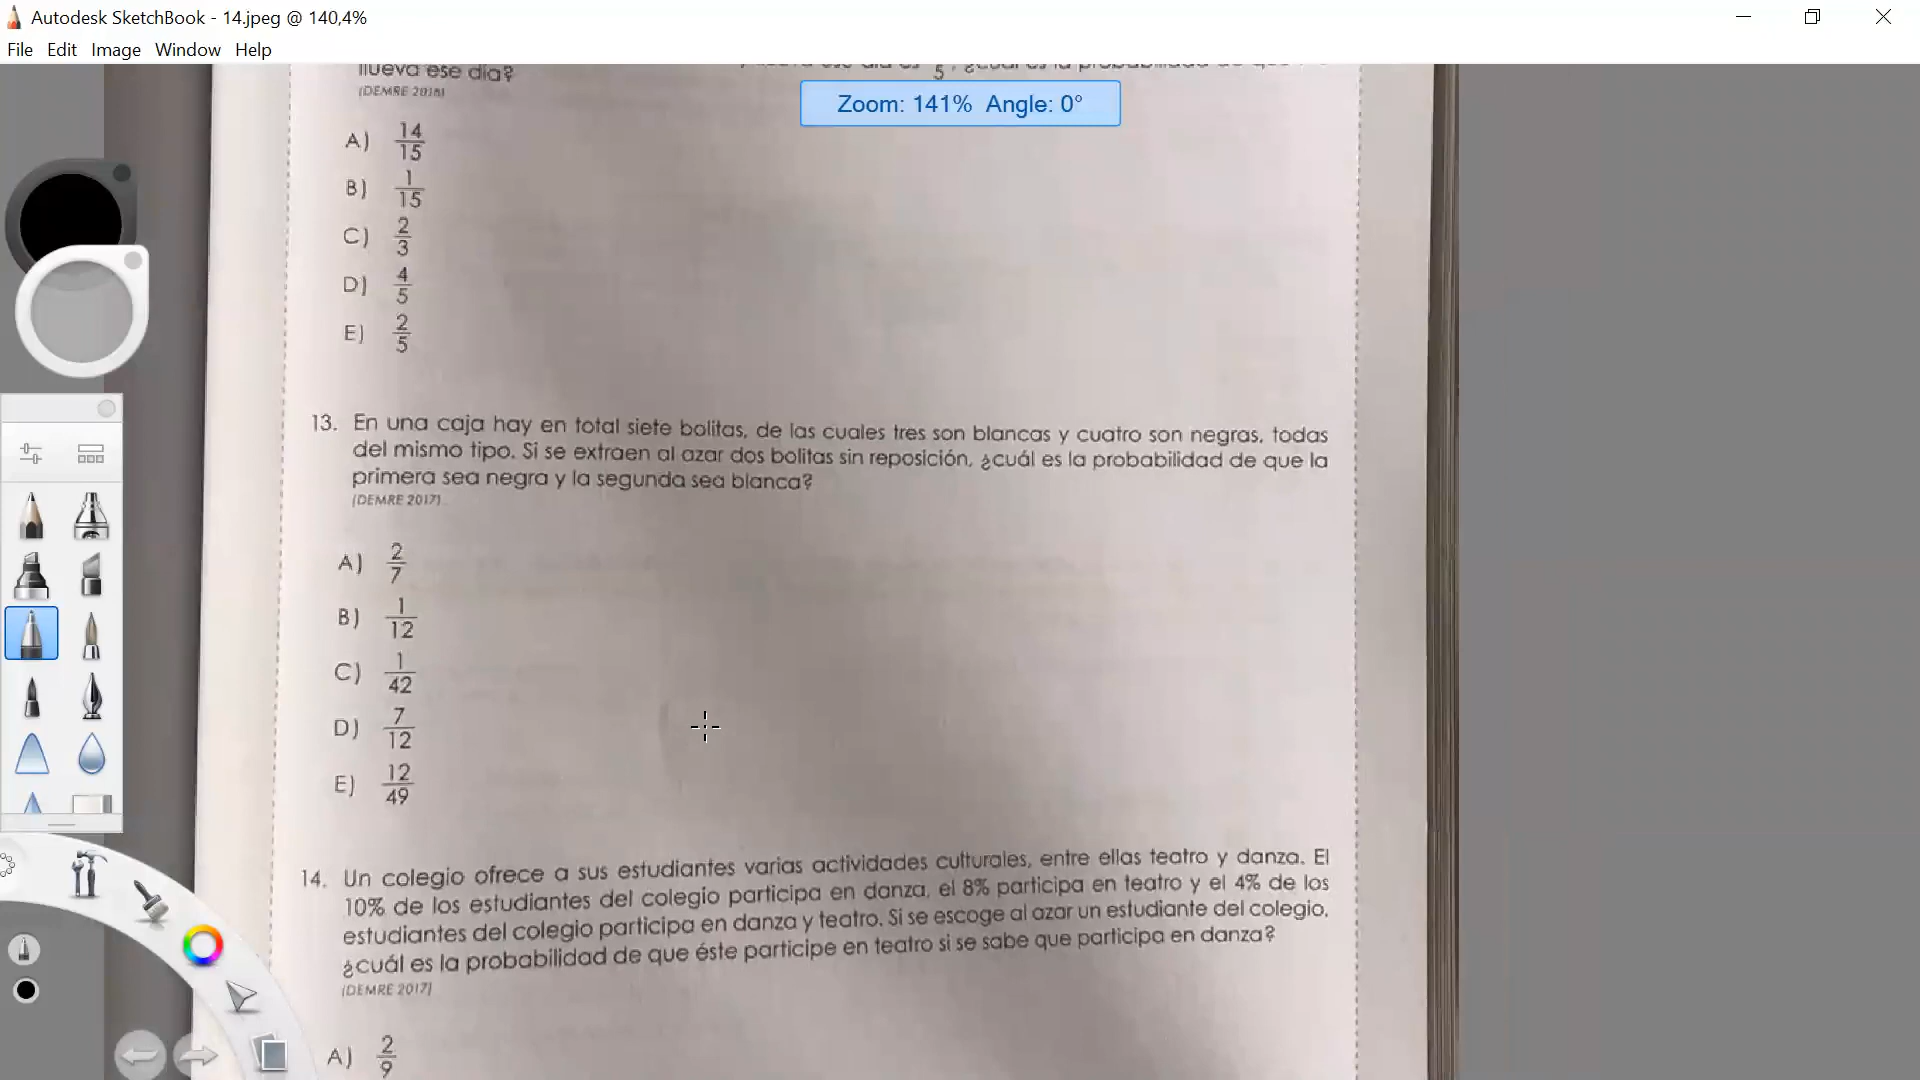 Autodesk SketchBook - 14.jpeg @ 140,4%
File Edit Image Window Help
llueva ese día?
(DEMRE 2018)
Zoom: 141% Angle: 0°
A) 14/15
B) 1/15
C) 2/3
D) 4/5
E) 2/5
13. En una caja hay en total siete bolitas, de las cuales tres son blancas y cuatro son negras, todas
del mismo tipo. Si se extraen al azar dos bolitas sin reposición, ¿cuál es la probabilidad de que la
primera sea negra y la segunda sea blanca?
(DEMRE 2017)
A) 2/7
B) 1/12
C) 1/42
D) 7/12
E) 12/49
14. Un colegio ofrece a sus estudiantes varias actividades culturales, entre ellas teatro y danza. El
10% de los estudiantes del colegio participa en danza, el 8% participa en teatro y el 4% de los
estudiantes del colegio participa en danza y teatro. Si se escoge al azar un estudiante del colegio,
¿cuál es la probabilidad de que éste participe en teatro si se sabe que participa en danza?
(DEMRE 2017)
A) 2/9